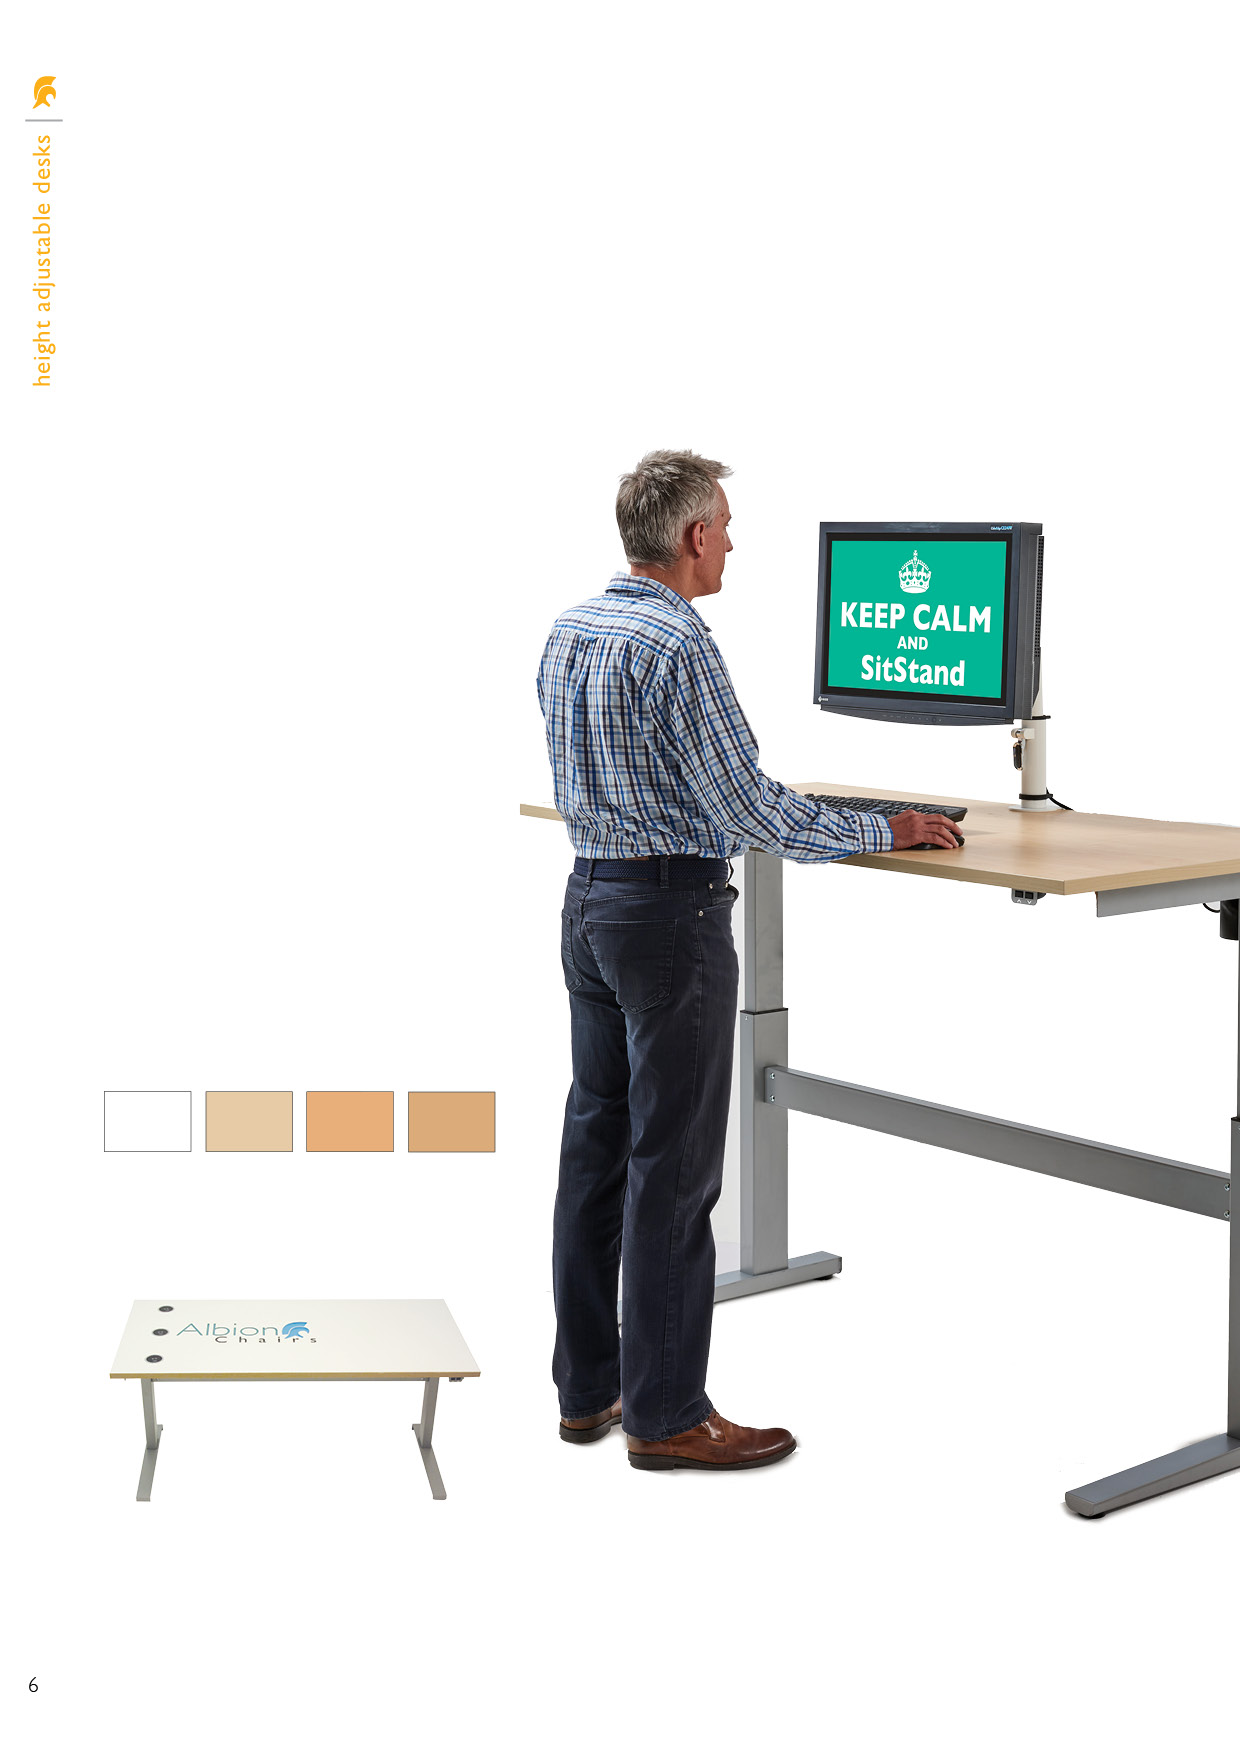 height adjustable desks
KEEP CALM
AND
SitStand
Albion
Chairs
6